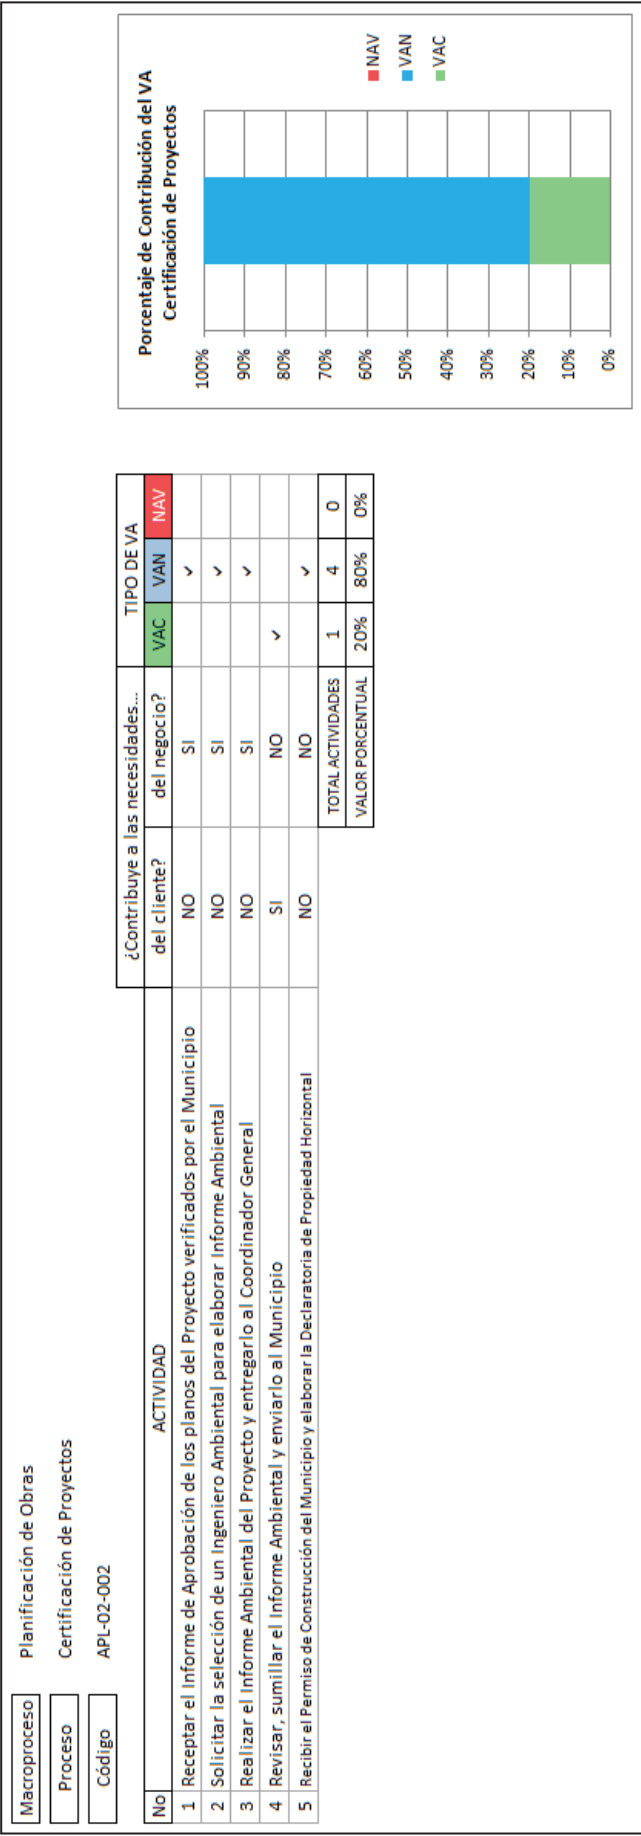 Macroproceso Planificación de Obras
Proceso Certificación de Proyectos
Código APL-02-002
¿Contribuye a las necesidades... TIPO DE VA
No ACTIVIDAD del cliente? del negocio? VAC VAN NAV
1 Receptar el Informe de Aprobación de los planos del Proyecto verificados por el Municipio NO SI ✓
2 Solicitar la selección de un Ingeniero Ambiental para elaborar Informe Ambiental NO SI ✓
3 Realizar el Informe Ambiental del Proyecto y entregarlo al Coordinador General NO SI ✓
4 Revisar, sumillar el Informe Ambiental y enviarlo al Municipio SI NO ✓
5 Recibir el Permiso de Construcción del Municipio y elaborar la Declaratoria de Propiedad Horizontal NO NO ✓
TOTAL ACTIVIDADES 1 4 0
VALOR PORCENTUAL 20% 80% 0%
Porcentaje de Contribución del VA
Certificación de Proyectos
100%
90%
80%
70%
60%
50%
40%
30%
20%
10%
0%
NAV
VAN
VAC